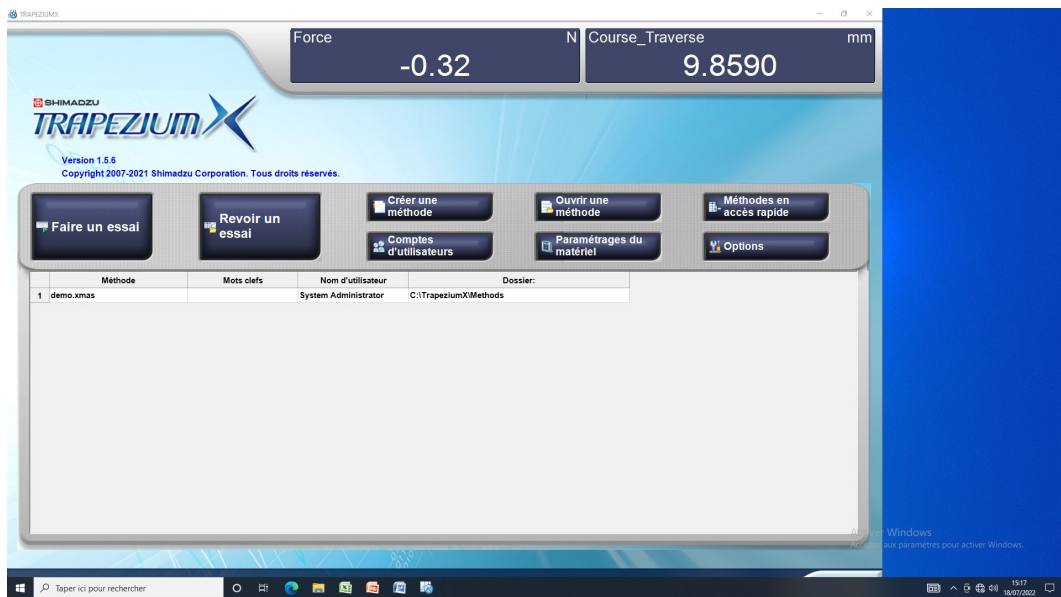 TRAPEZIUMX
Force N
-0.32
Course_Traverse mm
9.8590
SHIMADZU
TRAPEZIUM X
Version 1.5.6
Copyright 2007-2021 Shimadzu Corporation. Tous droits réservés.
Faire un essai
Revoir un
essai
Créer une
méthode
Ouvrir une
méthode
Méthodes en
accès rapide
Comptes
d'utilisateurs
Paramétrages du
matériel
Options
Méthode Mots clefs Nom d'utilisateur Dossier:
1 demo.xmas System Administrator C:\TrapeziumX\Methods
Activer Windows
aux paramètres pour activer Windows.
Taper ici pour rechercher
15:17
18/07/2022